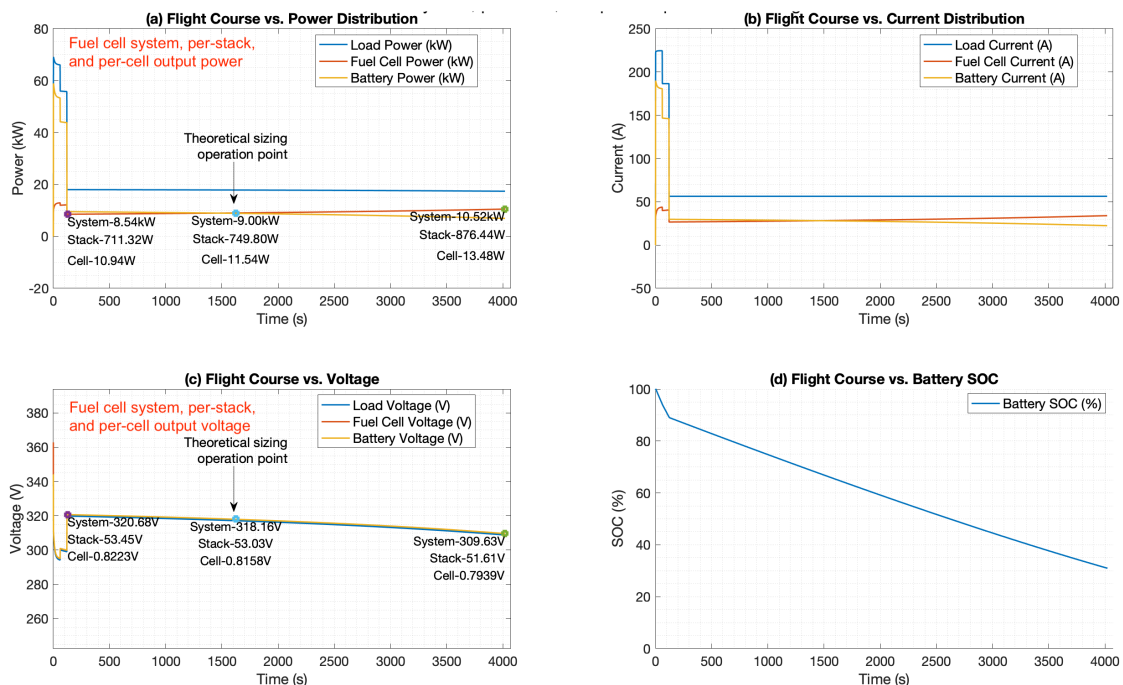 (a) Flight Course vs. Power Distribution
Fuel cell system, per-stack,
and per-cell output power
Load Power (kW)
Fuel Cell Power (kW)
Battery Power (kW)
Theoretical sizing
operation point
System-8.54kW
Stack-711.32W
Cell-10.94W
System-9.00kW
Stack-749.80W
Cell-11.54W
System-10.52kW
Stack-876.44W
Cell-13.48W
Power (kW)
80
60
40
20
0
-20
0 500 1000 1500 2000 2500 3000 3500 4000
Time (s)
(b) Flight Course vs. Current Distribution
Load Current (A)
Fuel Cell Current (A)
Battery Current (A)
Current (A)
250
200
150
100
50
0
-50
0 500 1000 1500 2000 2500 3000 3500 4000
Time (s)
(c) Flight Course vs. Voltage
Fuel cell system, per-stack,
and per-cell output voltage
Load Voltage (V)
Fuel Cell Voltage (V)
Battery Voltage (V)
Theoretical sizing
operation point
System-320.68V
Stack-53.45V
Cell-0.8223V
System-318.16V
Stack-53.03V
Cell-0.8158V
System-309.63V
Stack-51.61V
Cell-0.7939V
Voltage (V)
380
360
340
320
300
280
260
0 500 1000 1500 2000 2500 3000 3500 4000
Time (s)
(d) Flight Course vs. Battery SOC
Battery SOC (%)
SOC (%)
100
80
60
40
20
0
0 500 1000 1500 2000 2500 3000 3500 4000
Time (s)